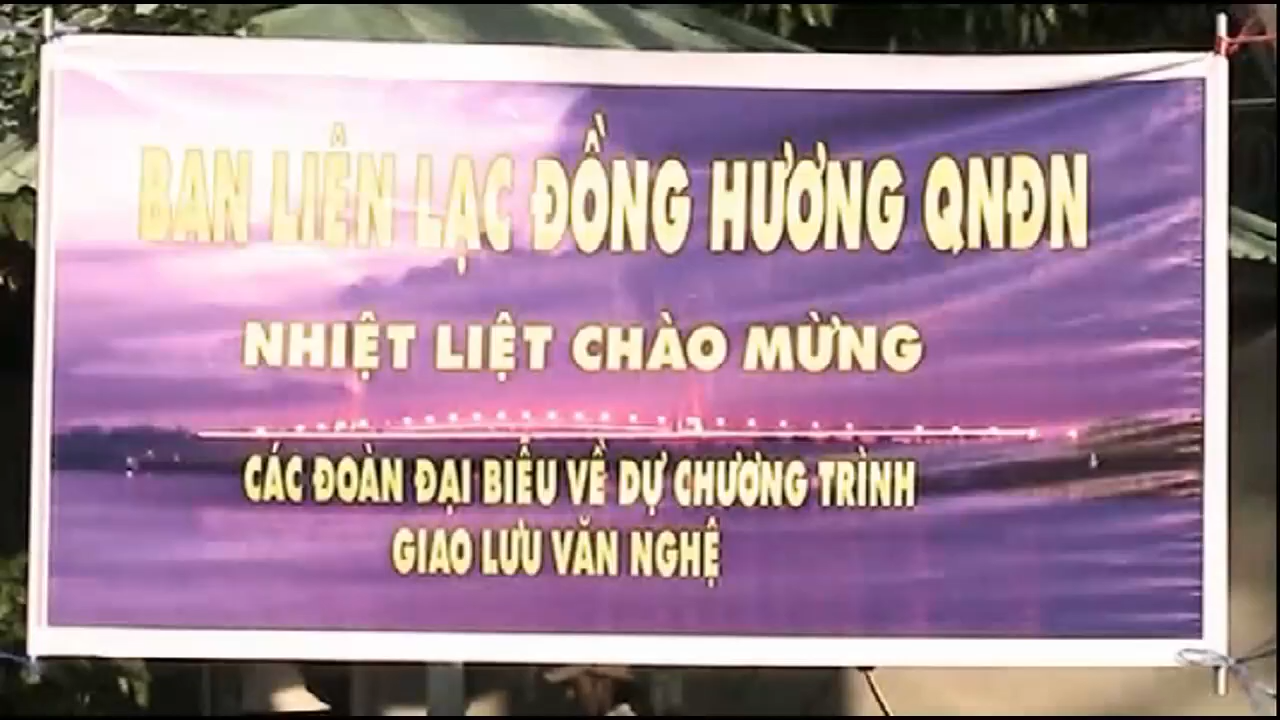 BAN LIÊN LẠC ĐỒNG HƯƠNG QNĐN
NHIỆT LIỆT CHÀO MỪNG
CÁC ĐOÀN ĐẠI BIỂU VỀ DỰ CHƯƠNG TRÌNH
GIAO LƯU VĂN NGHỆ